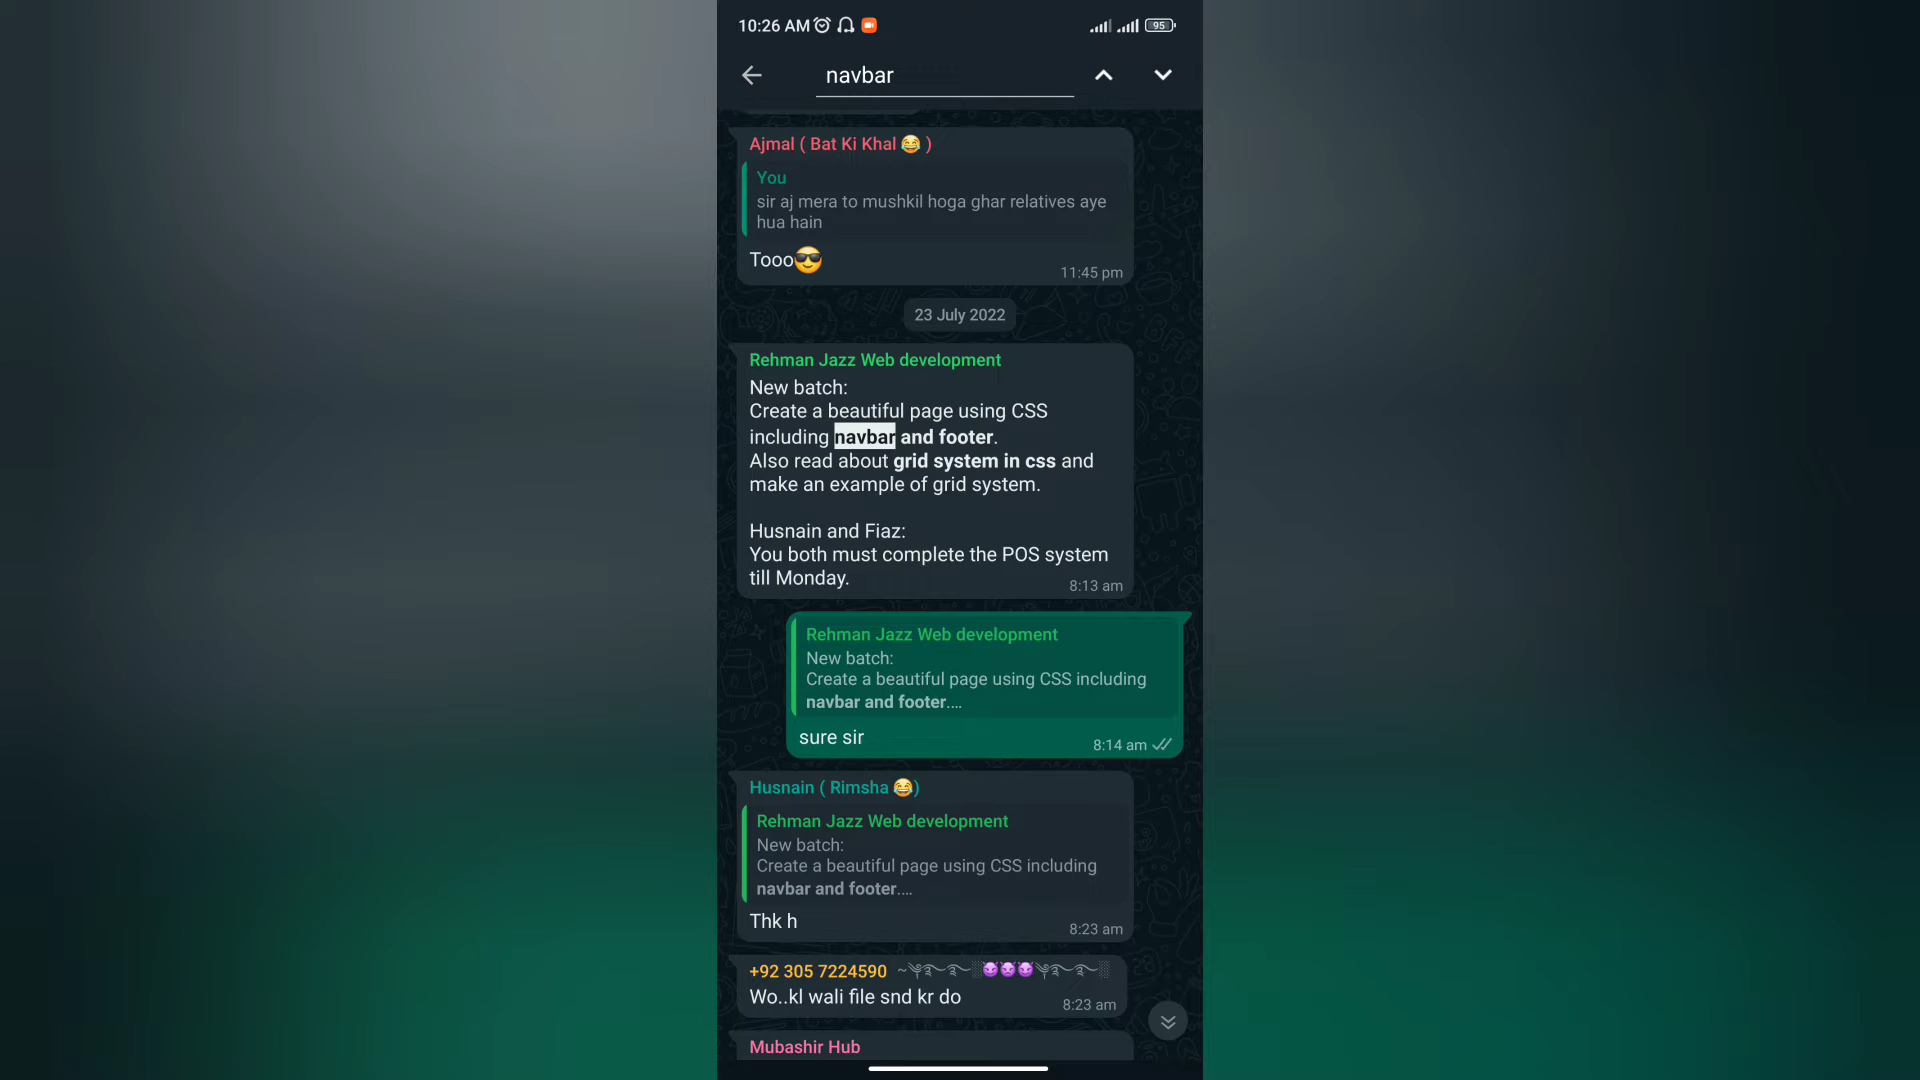 10:26 AM
95
navbar
Ajmal ( Bat Ki Khal 😂 )
You
sir aj mera to mushkil hoga ghar relatives aye
hua hain
Tooo😎
11:45 pm
23 July 2022
Rehman Jazz Web development
New batch:
Create a beautiful page using CSS
including navbar and footer.
Also read about grid system in css and
make an example of grid system.
Husnain and Fiaz:
You both must complete the POS system
till Monday.
8:13 am
Rehman Jazz Web development
New batch:
Create a beautiful page using CSS including
navbar and footer....
sure sir
8:14 am
Husnain ( Rimsha 😂)
Rehman Jazz Web development
New batch:
Create a beautiful page using CSS including
navbar and footer....
Thk h
8:23 am
+92 305 7224590
Wo..kl wali file snd kr do
8:23 am
Mubashir Hub